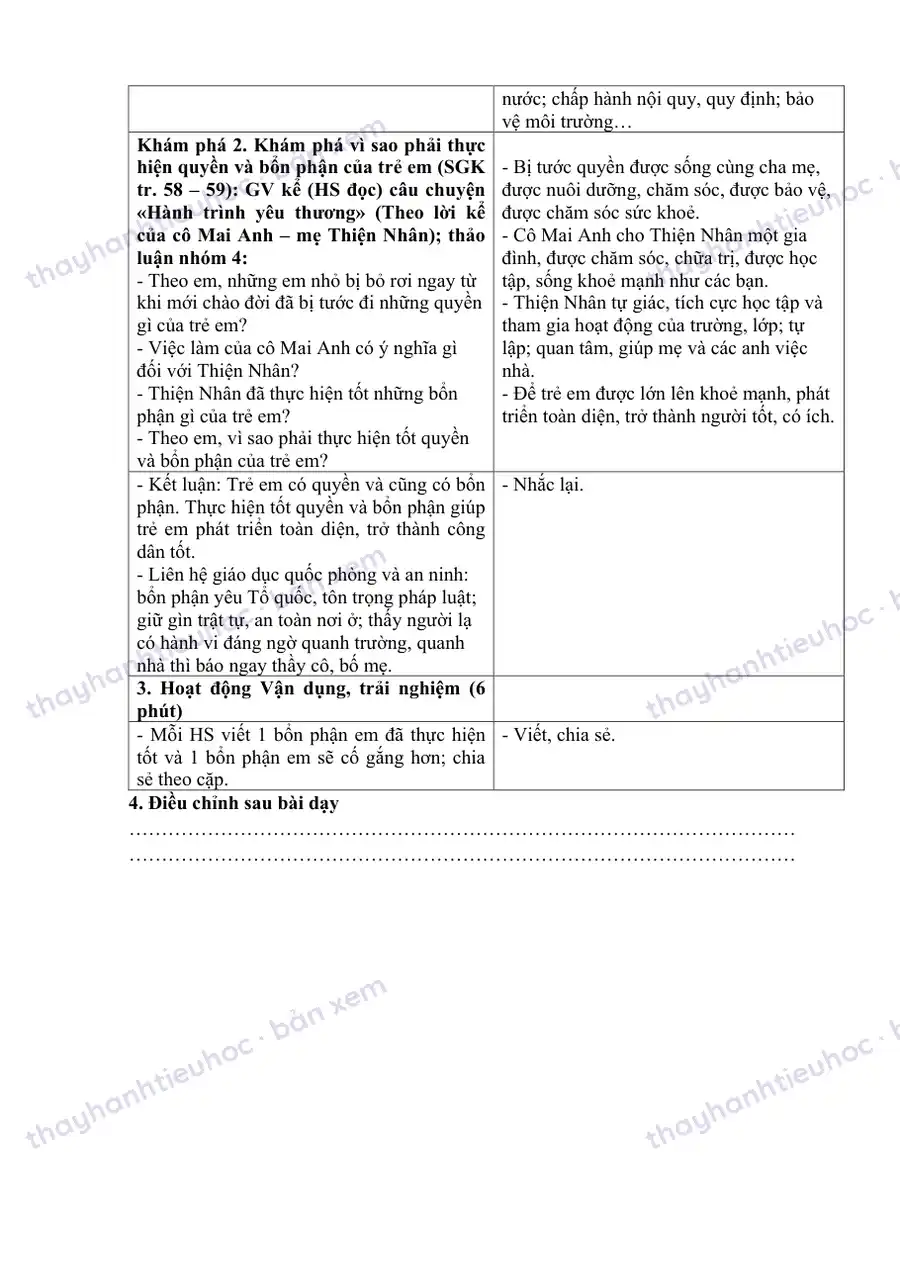 nước; chấp hành nội quy, quy định; bảo
vệ môi trường…
Khám phá 2. Khám phá vì sao phải thực
hiện quyền và bổn phận của trẻ em (SGK
tr. 58 – 59): GV kể (HS đọc) câu chuyện
«Hành trình yêu thương» (Theo lời kể
của cô Mai Anh – mẹ Thiện Nhân); thảo
luận nhóm 4:
- Theo em, những em nhỏ bị bỏ rơi ngay từ
khi mới chào đời đã bị tước đi những quyền
gì của trẻ em?
- Việc làm của cô Mai Anh có ý nghĩa gì
đối với Thiện Nhân?
- Thiện Nhân đã thực hiện tốt những bổn
phận gì của trẻ em?
- Theo em, vì sao phải thực hiện tốt quyền
và bổn phận của trẻ em?
- Bị tước quyền được sống cùng cha mẹ,
được nuôi dưỡng, chăm sóc, được bảo vệ,
được chăm sóc sức khoẻ.
- Cô Mai Anh cho Thiện Nhân một gia
đình, được chăm sóc, chữa trị, được học
tập, sống khoẻ mạnh như các bạn.
- Thiện Nhân tự giác, tích cực học tập và
tham gia hoạt động của trường, lớp; tự
lập; quan tâm, giúp mẹ và các anh việc
nhà.
- Để trẻ em được lớn lên khoẻ mạnh, phát
triển toàn diện, trở thành người tốt, có ích.
- Kết luận: Trẻ em có quyền và cũng có bổn
phận. Thực hiện tốt quyền và bổn phận giúp
trẻ em phát triển toàn diện, trở thành công
dân tốt.
- Liên hệ giáo dục quốc phòng và an ninh:
bổn phận yêu Tổ quốc, tôn trọng pháp luật;
giữ gìn trật tự, an toàn nơi ở; thấy người lạ
có hành vi đáng ngờ quanh trường, quanh
nhà thì báo ngay thầy cô, bố mẹ.
- Nhắc lại.
3. Hoạt động Vận dụng, trải nghiệm (6
phút)
- Mỗi HS viết 1 bổn phận em đã thực hiện
tốt và 1 bổn phận em sẽ cố gắng hơn; chia
sẻ theo cặp.
- Viết, chia sẻ.
4. Điều chỉnh sau bài dạy
……………………………………………………………………………………………
……………………………………………………………………………………………
thayhanhtieuhoc · bản xem
thayhanhtieuhoc · b
thayhanhtieuhoc · bản xem
thayhanhtieuhoc · b
thayhanhtieuhoc · bản xem
thayhanhtieuhoc · b